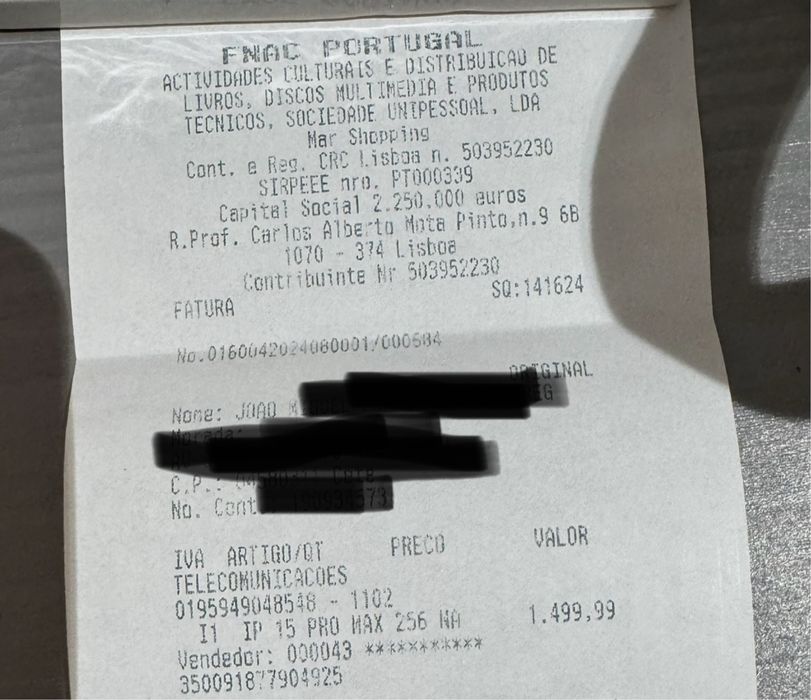 FNAC PORTUGAL
ACTIVIDADES CULTURAIS E DISTRIBUICAO DE
LIVROS, DISCOS MULTIMEDIA E PRODUTOS
TECNICOS, SOCIEDADE UNIPESSOAL, LDA
Mar Shopping
Cont. e Reg. CRC Lisboa n. 503952230
SIRPEEE nro. PT000339
Capital Social 2.250.000 euros
R.Prof. Carlos Alberto Mota Pinto,n.9 6B
1070 - 374 Lisboa
Contribuinte Nr 503952230
SQ:141624
FATURA
No.0160042024080001/000684
ORIGINAL
Nome: JOAO
C.P.:
No. Cont
IVA ARTIGO/QT PRECO VALOR
TELECOMUNICACOES
0195949048548 - 1102
I1 IP 15 PRO MAX 256 NA 1.499,99
Vendedor: 000043 ***********
350091877904925